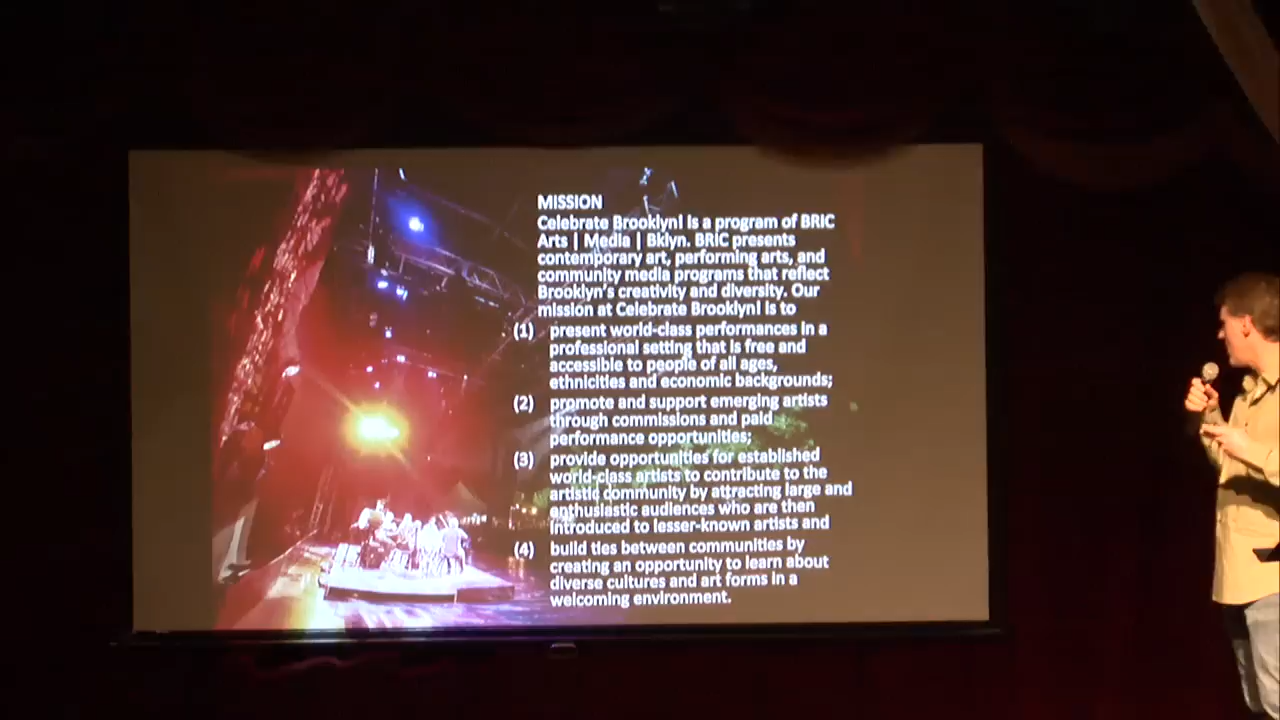 MISSION
Celebrate Brooklyn! is a program of BRIC
Arts | Media | Bklyn. BRIC presents
contemporary art, performing arts, and
community media programs that reflect
Brooklyn's creativity and diversity. Our
mission at Celebrate Brooklyn! is to
(1) present world-class performances in a
professional setting that is free and
accessible to people of all ages,
ethnicities and economic backgrounds;
(2) promote and support emerging artists
through commissions and paid
performance opportunities;
(3) provide opportunities for established
world-class artists to contribute to the
artistic community by attracting large and
enthusiastic audiences who are then
introduced to lesser-known artists and
(4) build ties between communities by
creating an opportunity to learn about
diverse cultures and art forms in a
welcoming environment.